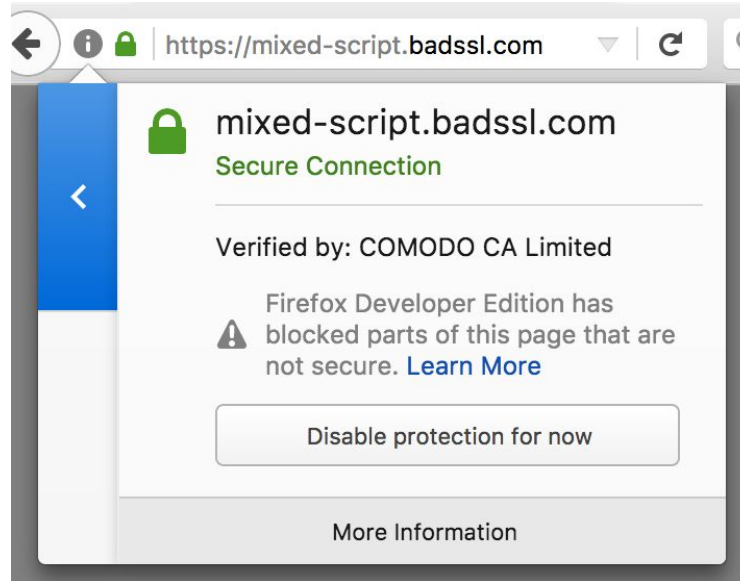 https://mixed-script.badssl.com
mixed-script.badssl.com
Secure Connection
Verified by: COMODO CA Limited
Firefox Developer Edition has
blocked parts of this page that are
not secure. Learn More
Disable protection for now
More Information